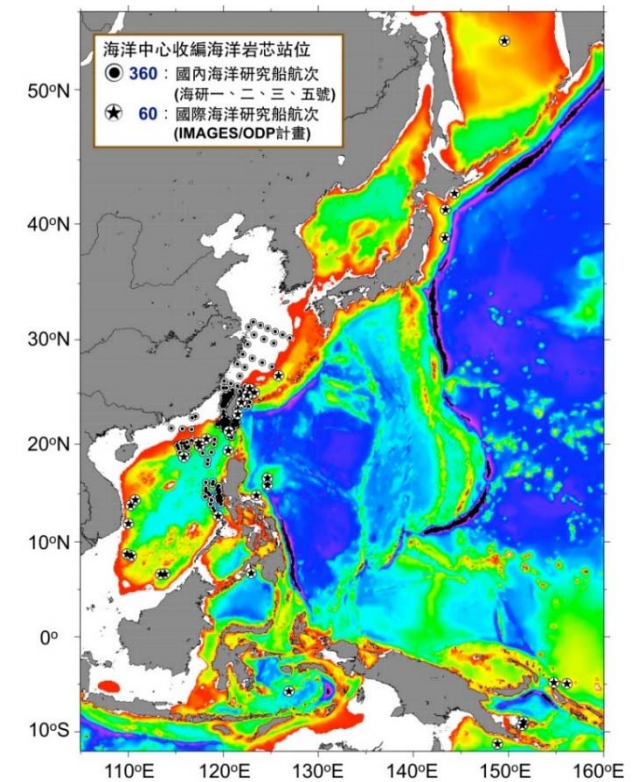 海洋中心收編海洋岩芯站位
360：國內海洋研究船航次
(海研一、二、三、五號)
60：國際海洋研究船航次
(IMAGES/ODP計畫)
50°N
40°N
30°N
20°N
10°N
0°
10°S
110°E
120°E
130°E
140°E
150°E
160°E